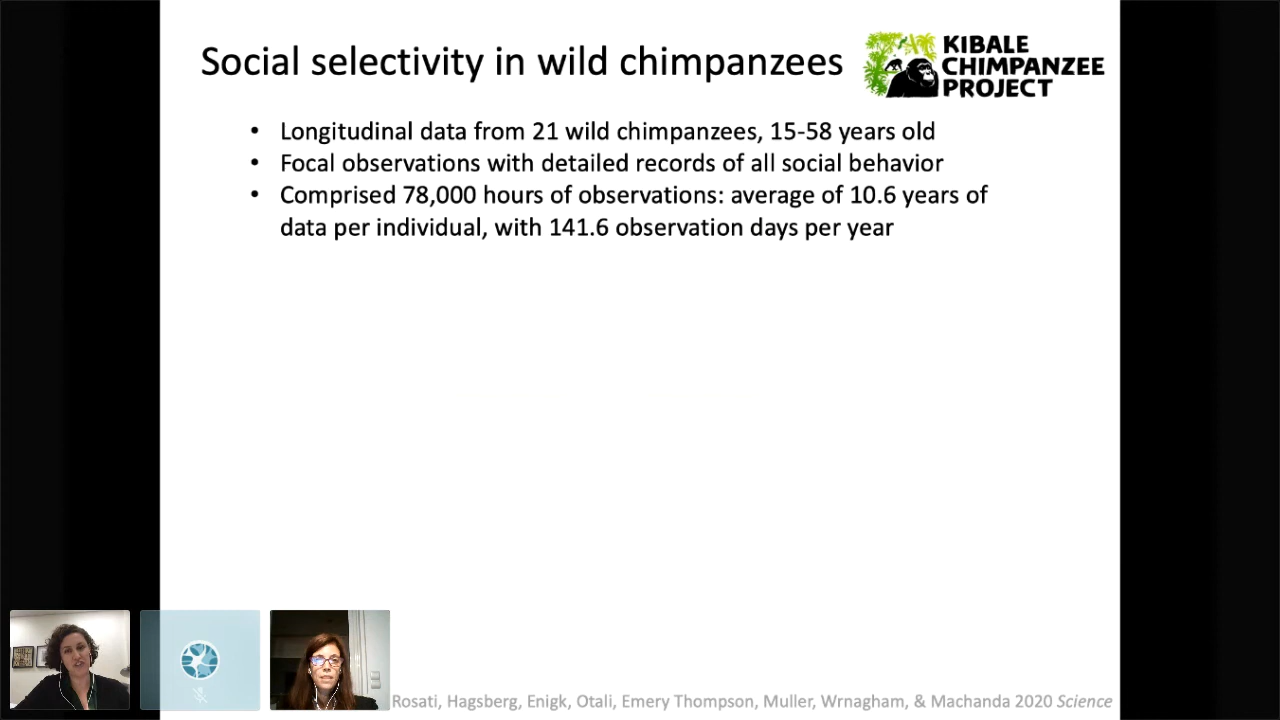 Social selectivity in wild chimpanzees
KIBALE
CHIMPANZEE
PROJECT
• Longitudinal data from 21 wild chimpanzees, 15-58 years old
• Focal observations with detailed records of all social behavior
• Comprised 78,000 hours of observations: average of 10.6 years of
data per individual, with 141.6 observation days per year
Rosati, Hagsberg, Enigk, Otali, Emery Thompson, Muller, Wrnagham, & Machanda 2020 Science